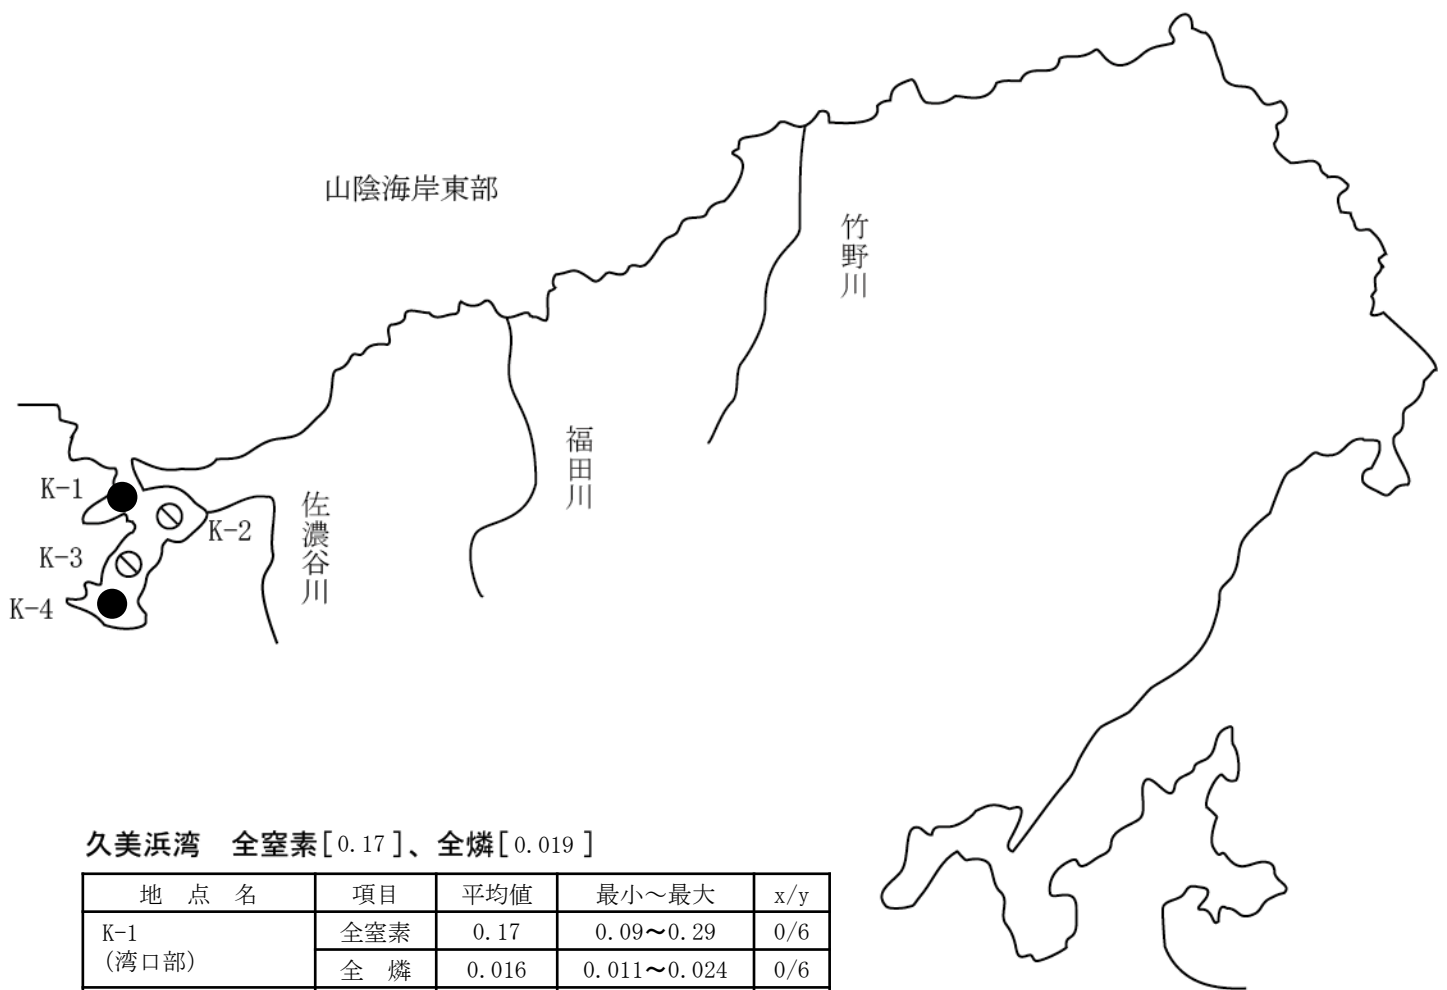 山陰海岸東部
竹野川
福田川
佐濃谷川
K-1
K-2
K-3
K-4
久美浜湾　全窒素[0.17]、全燐[0.019]
地　点　名　項目　平均値　最小～最大　x/y
K-1
(湾口部)
全窒素　0.17　0.09～0.29　0/6
全　燐　0.016　0.011～0.024　0/6